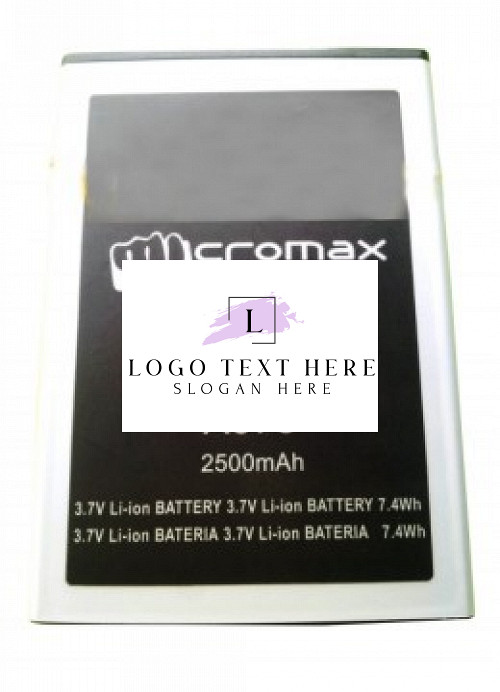 micromax
L
LOGO TEXT HERE
SLOGAN HERE
2500mAh
3.7V Li-ion BATTERY 3.7V Li-ion BATTERY 7.4Wh
3.7V Li-ion BATERIA 3.7V Li-ion BATERIA 7.4Wh